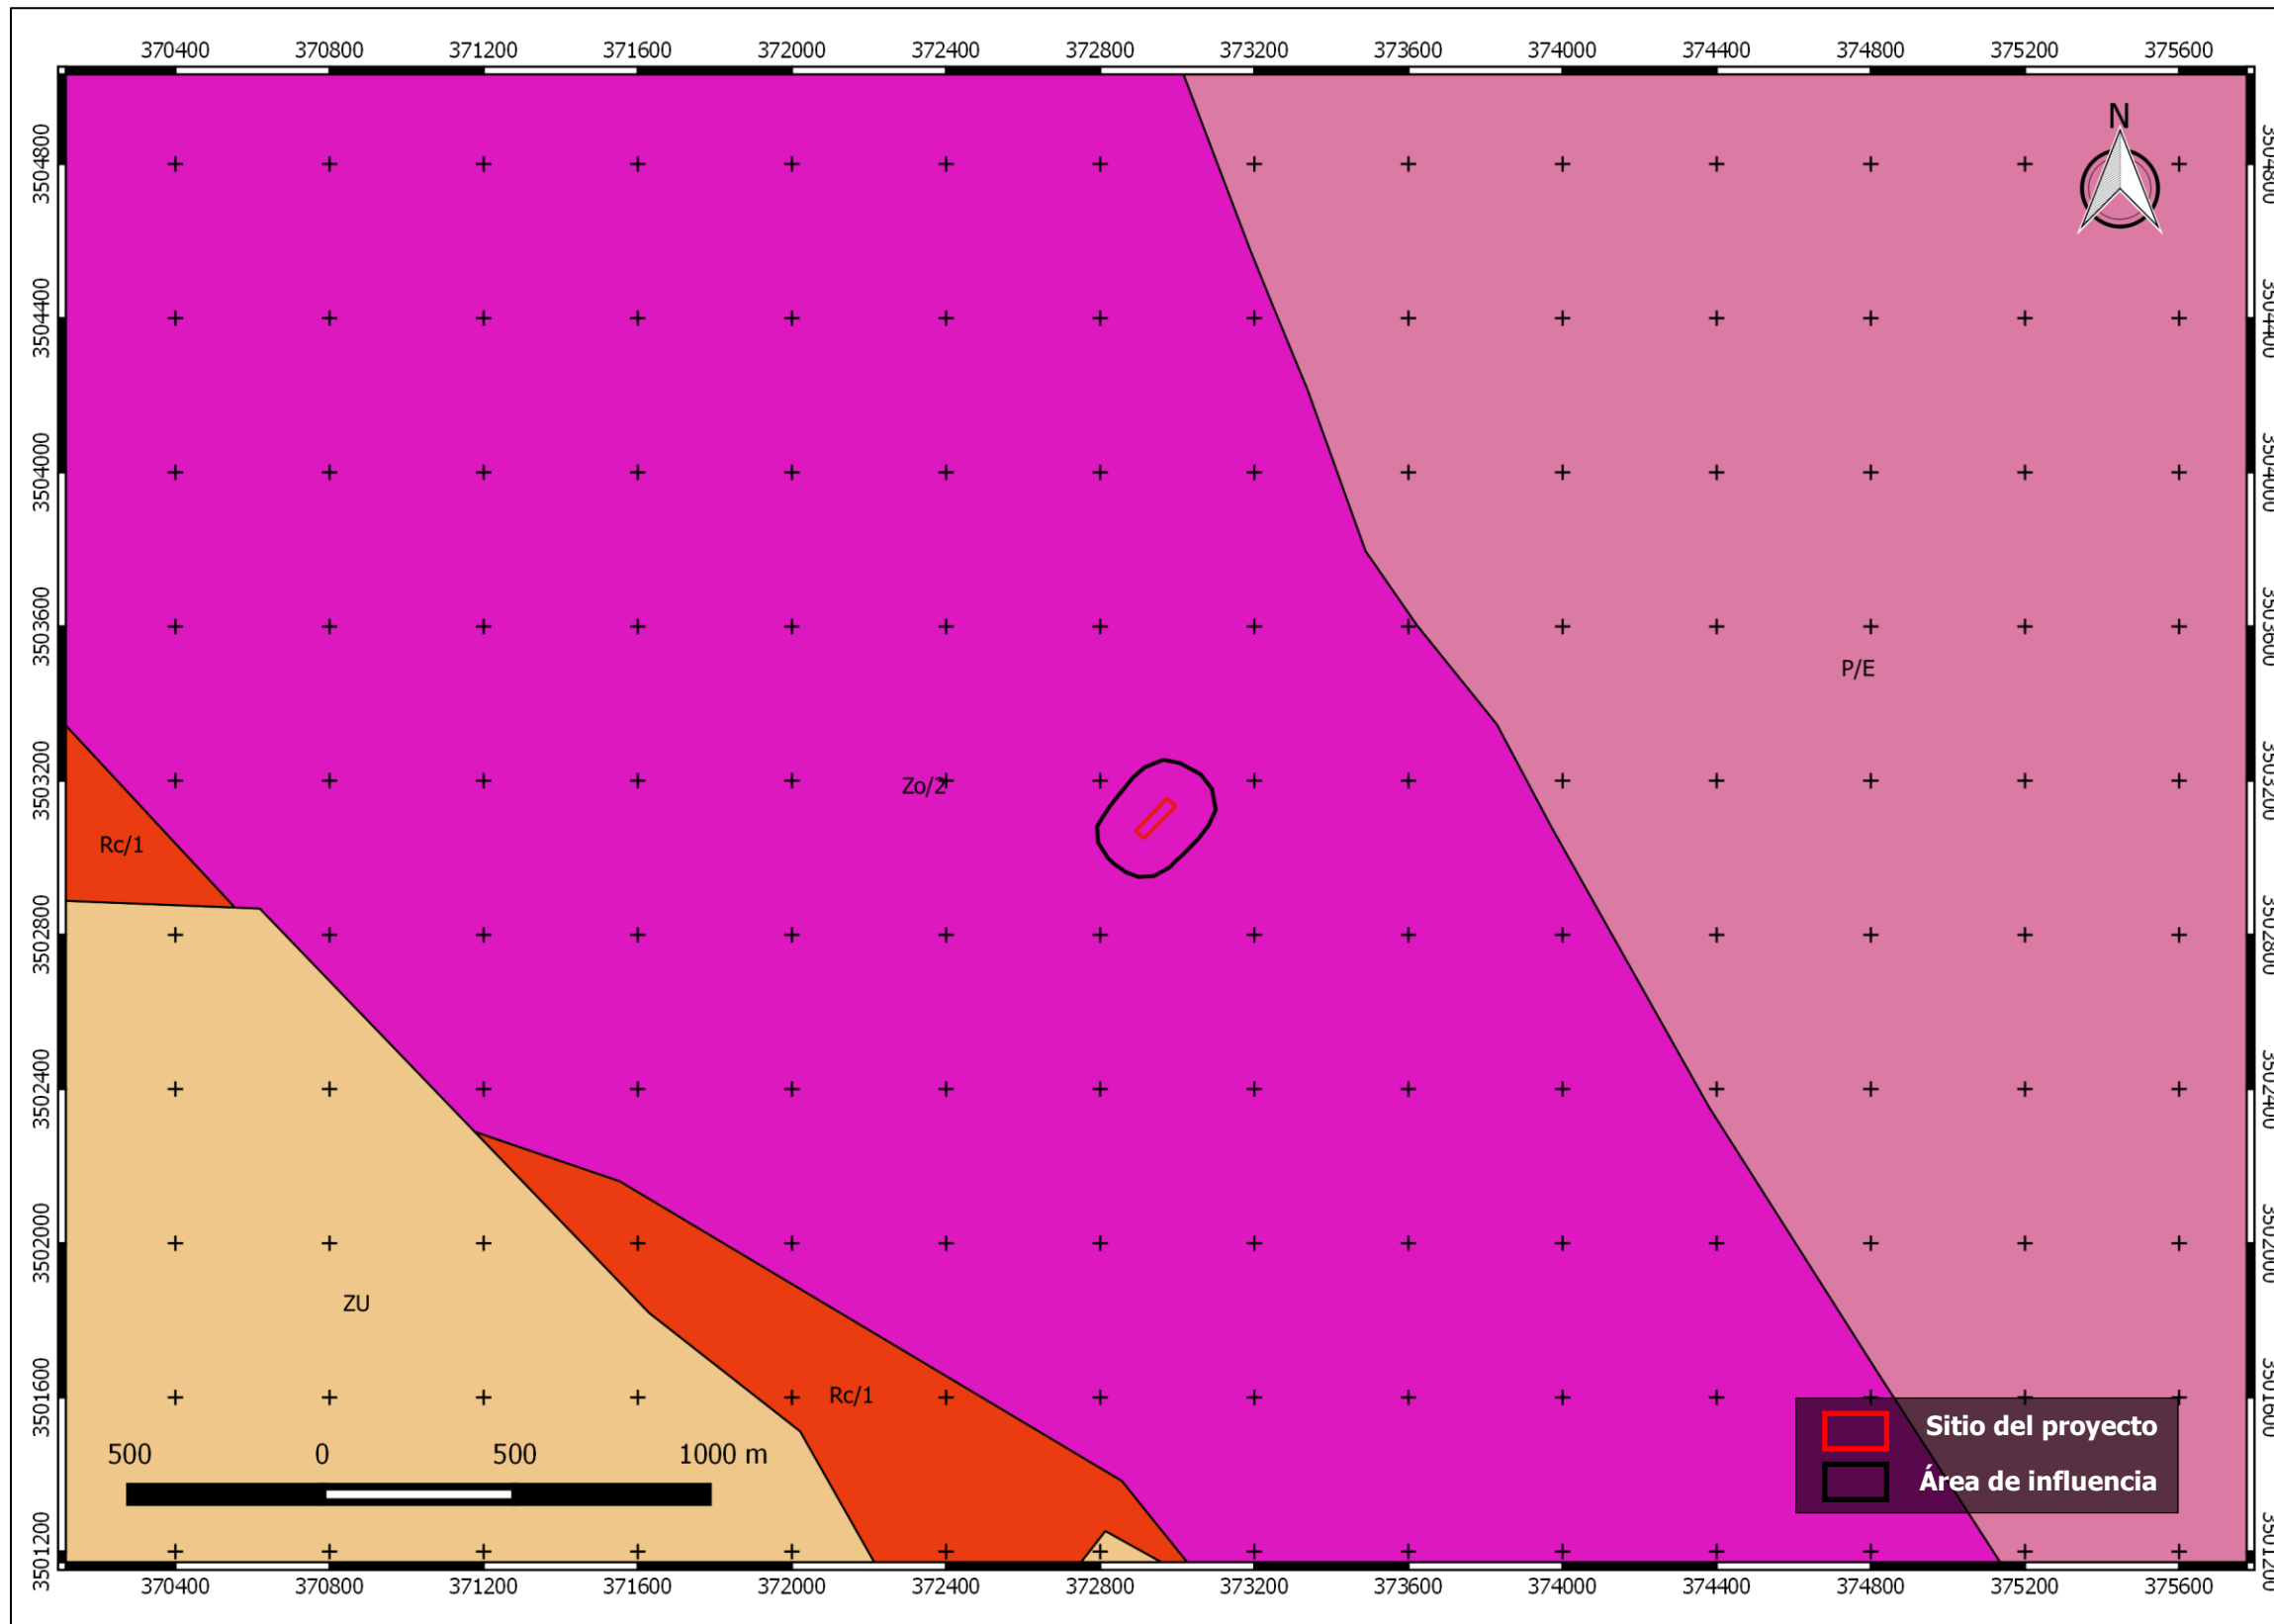 370400 370800 371200 371600 372000 372400 372800 373200 373600 374000 374400 374800 375200 375600
N
3504800 3504800
3504400 3504400
3504000 3504000
3503600 3503600
P/E
3503200 3503200
Zo/2
Rc/1
3502800 3502800
3502400 3502400
3502000 3502000
ZU
3501600 3501600
Rc/1
Sitio del proyecto
500 0 500 1000 m
Área de influencia
3501200 3501200
370400 370800 371200 371600 372000 372400 372800 373200 373600 374000 374400 374800 375200 375600